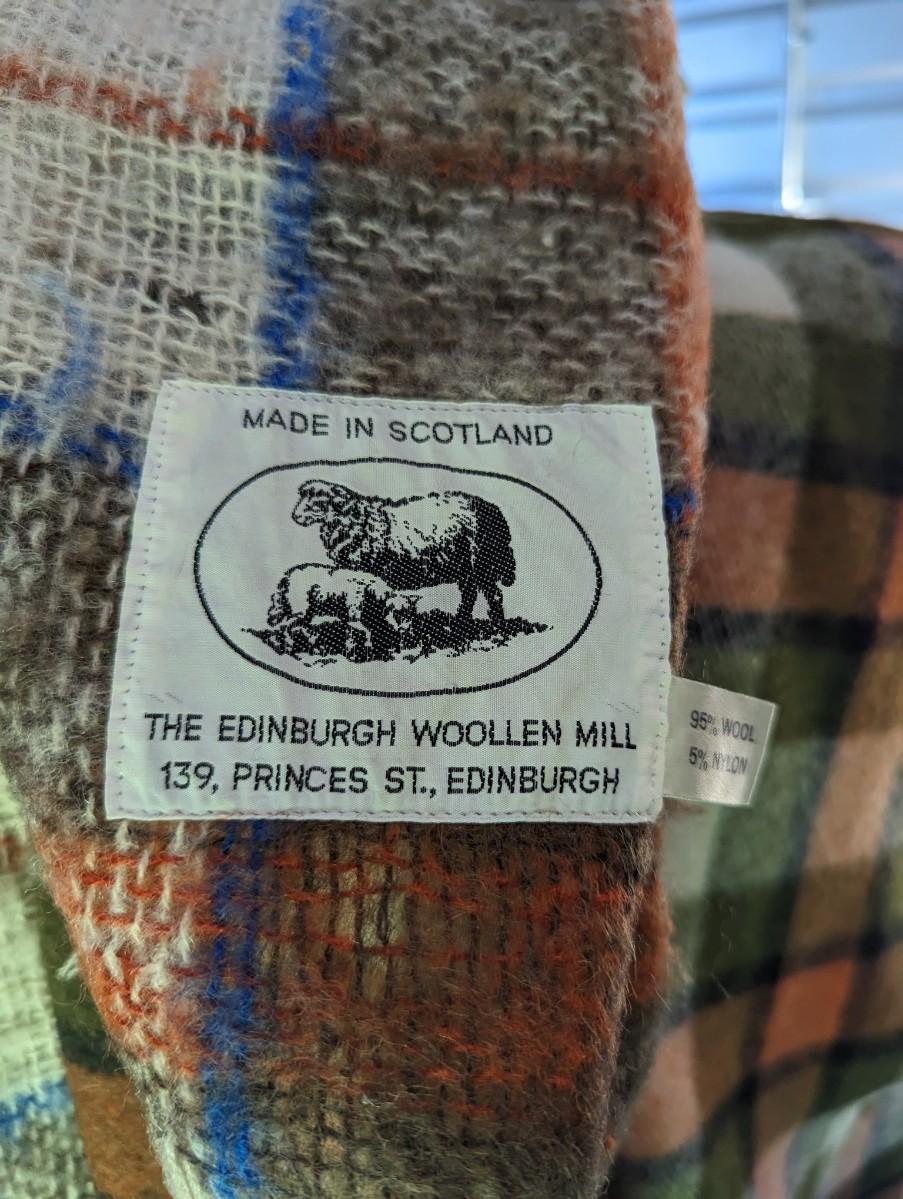 MADE IN SCOTLAND
THE EDINBURGH WOOLLEN MILL
139, PRINCES ST., EDINBURGH
95% WOOL
5% NYLON